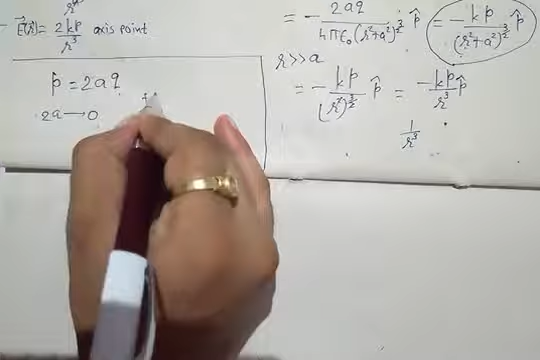 E⃗(r) = 2kp/r³ axis point
p̂ = 2aq
2a → 0
= - 2aq/4πε₀(r²+a²)^(3/2) p̂ = - kp/(r²+a²)^(3/2) p̂
r>>a
= - kp/(r²)^(3/2) p̂ = - kp/r³ p̂
1/r³